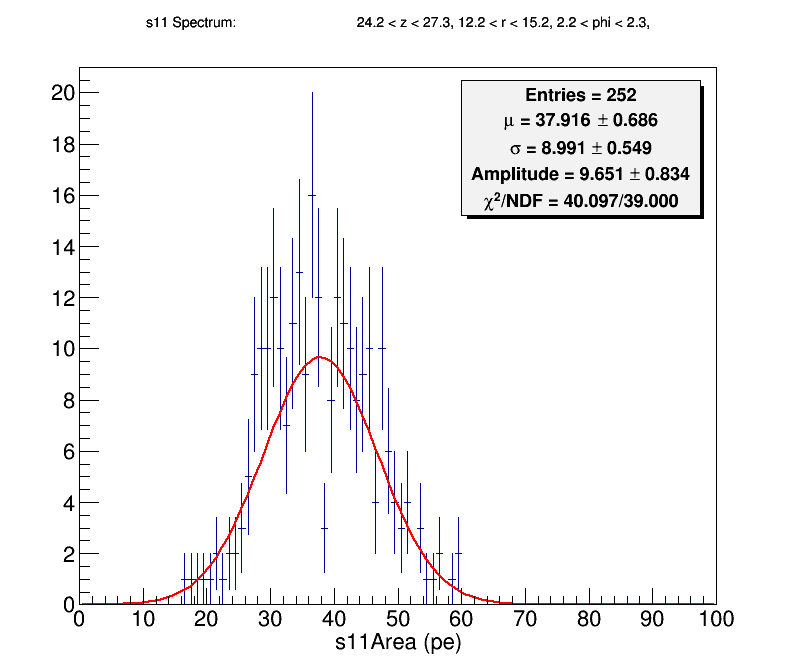 s11 Spectrum: 24.2 < z < 27.3, 12.2 < r < 15.2, 2.2 < phi < 2.3,
Entries = 252
μ = 37.916 ± 0.686
σ = 8.991 ± 0.549
Amplitude = 9.651 ± 0.834
χ²/NDF = 40.097/39.000
20
18
16
14
12
10
8
6
4
2
0
0 10 20 30 40 50 60 70 80 90 100
s11Area (pe)